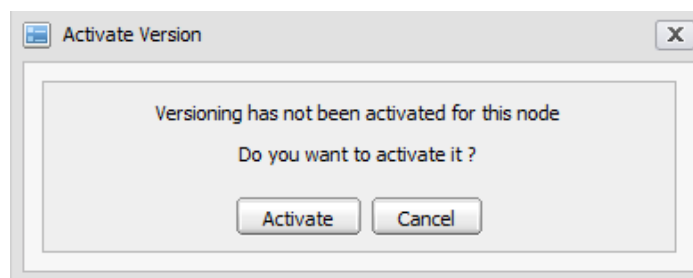 Activate Version
X
Versioning has not been activated for this node
Do you want to activate it ?
Activate Cancel